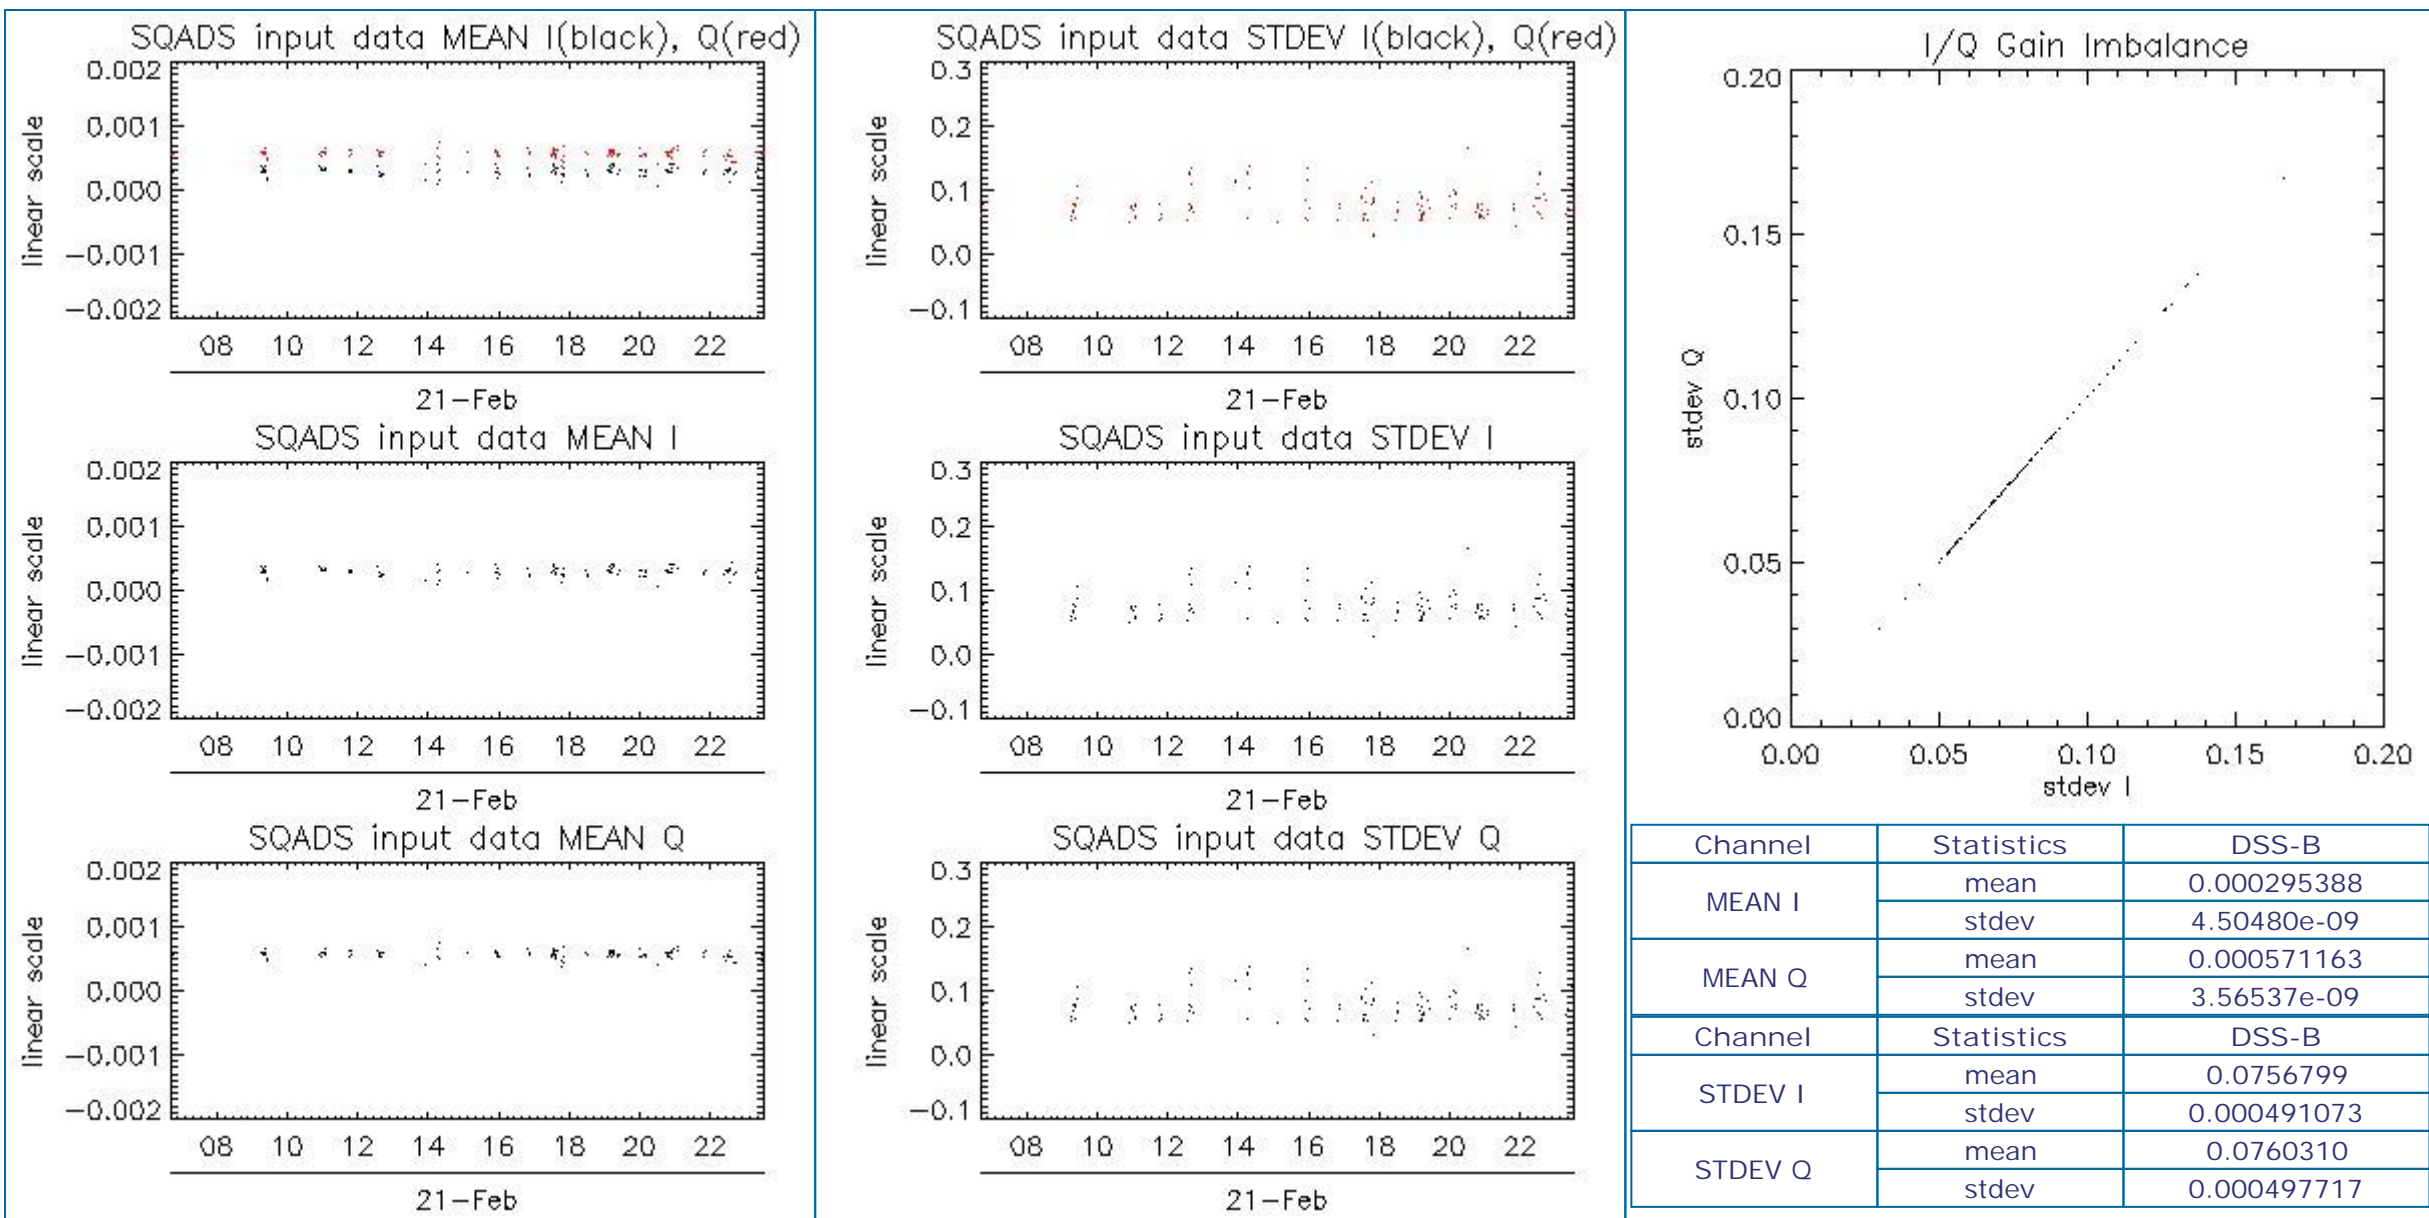 SQADS input data MEAN I(black), Q(red)
0.002
0.001
0.000
−0.001
−0.002
linear scale
08 10 12 14 16 18 20 22
21−Feb
SQADS input data MEAN I
0.002
0.001
0.000
−0.001
−0.002
linear scale
08 10 12 14 16 18 20 22
21−Feb
SQADS input data MEAN Q
0.002
0.001
0.000
−0.001
−0.002
linear scale
08 10 12 14 16 18 20 22
21−Feb
SQADS input data STDEV I(black), Q(red)
0.3
0.2
0.1
0.0
−0.1
linear scale
08 10 12 14 16 18 20 22
21−Feb
SQADS input data STDEV I
0.3
0.2
0.1
0.0
−0.1
linear scale
08 10 12 14 16 18 20 22
21−Feb
SQADS input data STDEV Q
0.3
0.2
0.1
0.0
−0.1
linear scale
08 10 12 14 16 18 20 22
21−Feb
I/Q Gain Imbalance
0.20
0.15
0.10
0.05
0.00
stdev Q
0.00 0.05 0.10 0.15 0.20
stdev I
Channel Statistics DSS-B
MEAN I mean 0.000295388
stdev 4.50480e-09
MEAN Q mean 0.000571163
stdev 3.56537e-09
Channel Statistics DSS-B
STDEV I mean 0.0756799
stdev 0.000491073
STDEV Q mean 0.0760310
stdev 0.000497717